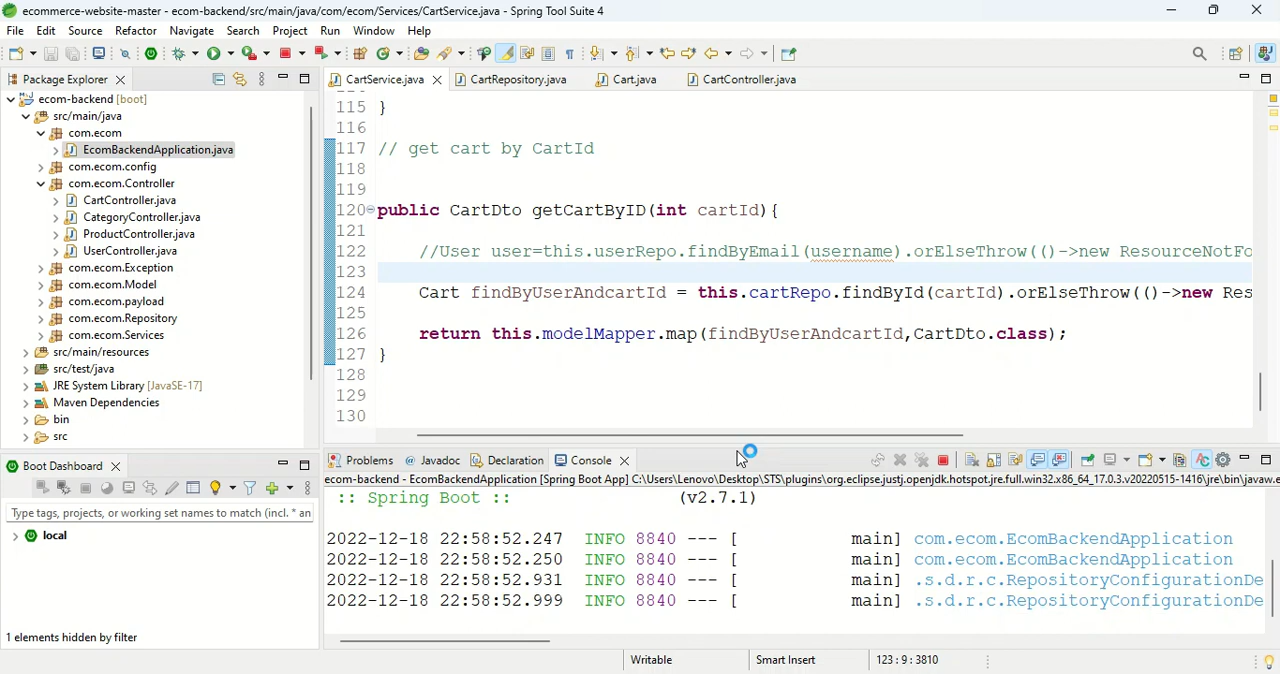 ecommerce-website-master - ecom-backend/src/main/java/com/ecom/Services/CartService.java - Spring Tool Suite 4
File Edit Source Refactor Navigate Search Project Run Window Help
Package Explorer
CartService.java CartRepository.java Cart.java CartController.java
ecom-backend [boot]
src/main/java
com.ecom
EcomBackendApplication.java
com.ecom.config
com.ecom.Controller
CartController.java
CategoryController.java
ProductController.java
UserController.java
com.ecom.Exception
com.ecom.Model
com.ecom.payload
com.ecom.Repository
com.ecom.Services
src/main/resources
src/test/java
JRE System Library [JavaSE-17]
Maven Dependencies
bin
src
115 }
116
117 // get cart by CartId
118
119
120 public CartDto getCartByID(int cartId){
121
122 //User user=this.userRepo.findByEmail(username).orElseThrow(()->new ResourceNotFo
123
124 Cart findByUserAndcartId = this.cartRepo.findById(cartId).orElseThrow(()->new Res
125
126 return this.modelMapper.map(findByUserAndcartId,CartDto.class);
127 }
128
129
130
Boot Dashboard
Type tags, projects, or working set names to match (incl. * an
local
1 elements hidden by filter
Problems Javadoc Declaration Console
ecom-backend - EcomBackendApplication [Spring Boot App] C:\Users\Lenovo\Desktop\STS\plugins\org.eclipse.justj.openjdk.hotspot.jre.full.win32.x86_64_17.0.3.v20220515-1416\jre\bin\javaw.e
:: Spring Boot :: (v2.7.1)
2022-12-18 22:58:52.247 INFO 8840 --- [ main] com.ecom.EcomBackendApplication
2022-12-18 22:58:52.250 INFO 8840 --- [ main] com.ecom.EcomBackendApplication
2022-12-18 22:58:52.931 INFO 8840 --- [ main] .s.d.r.c.RepositoryConfigurationDe
2022-12-18 22:58:52.999 INFO 8840 --- [ main] .s.d.r.c.RepositoryConfigurationDe
Writable Smart Insert 123 : 9 : 3810